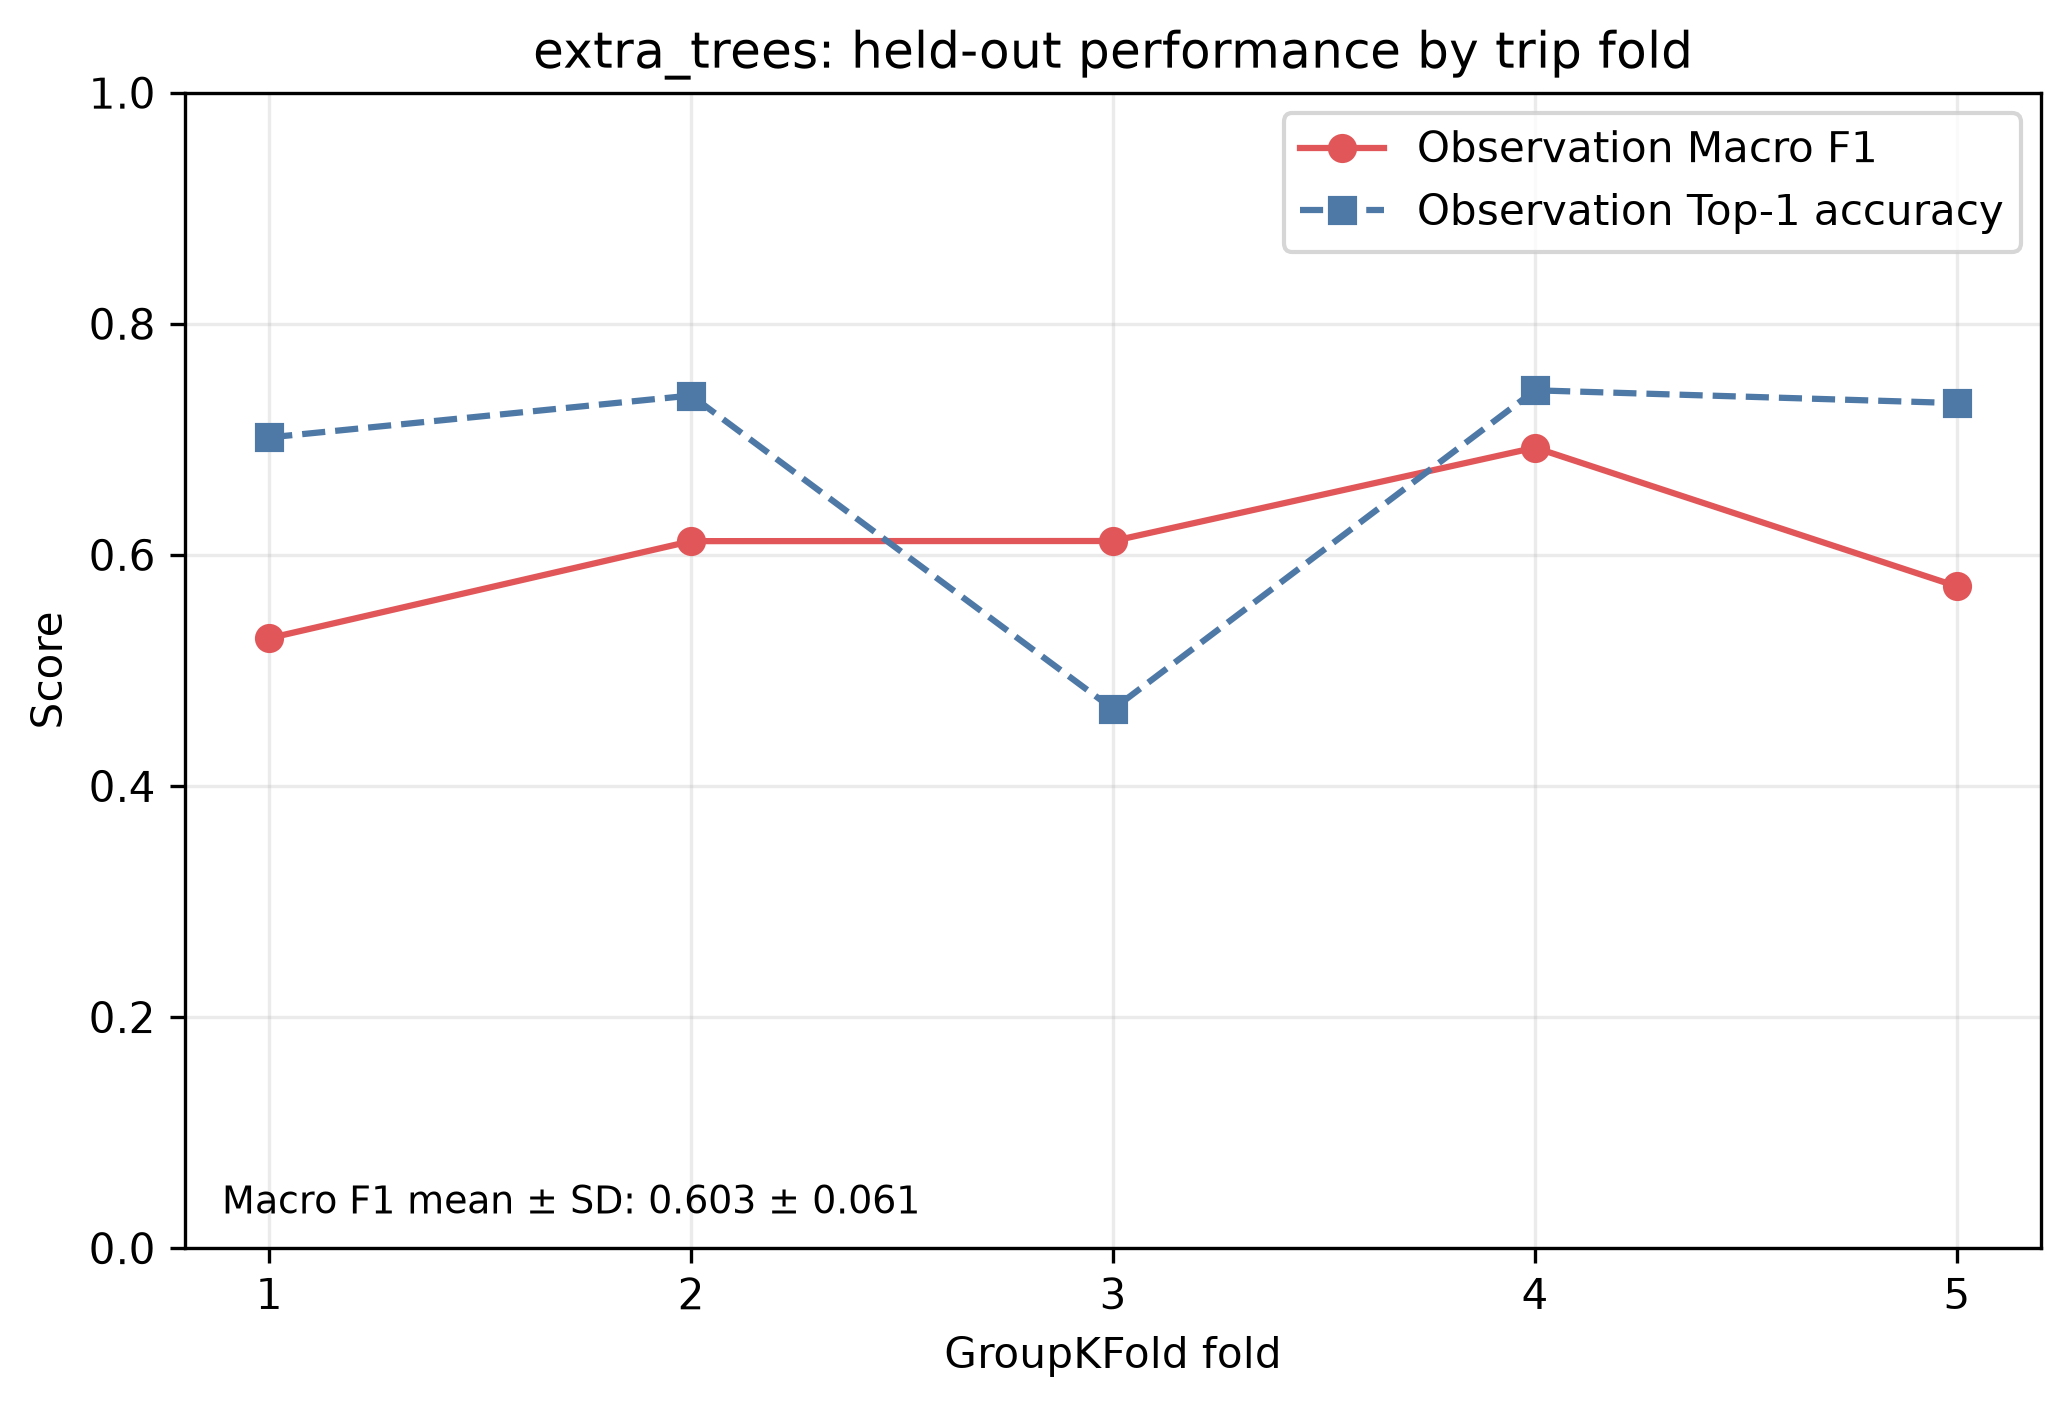 extra_trees: held-out performance by trip fold
1.0
0.8
0.6
0.4
0.2
0.0
Score
Observation Macro F1
Observation Top-1 accuracy
Macro F1 mean ± SD: 0.603 ± 0.061
1 2 3 4 5
GroupKFold fold